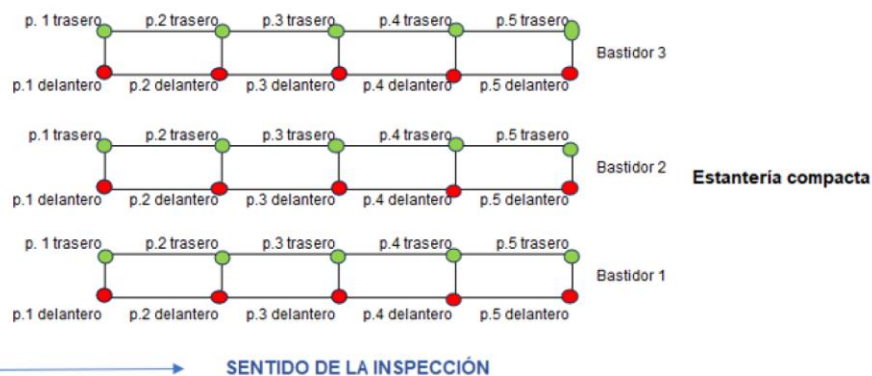 p. 1 trasero p.2 trasero p.3 trasero p.4 trasero p.5 trasero
Bastidor 3
p.1 delantero p.2 delantero p.3 delantero p.4 delantero p.5 delantero
p.1 trasero p.2 trasero p.3 trasero p.4 trasero p.5 trasero
Bastidor 2
Estantería compacta
p.1 delantero p.2 delantero p.3 delantero p.4 delantero p.5 delantero
p. 1 trasero p.2 trasero p.3 trasero p.4 trasero p.5 trasero
Bastidor 1
p.1 delantero p.2 delantero p.3 delantero p.4 delantero p.5 delantero
SENTIDO DE LA INSPECCIÓN